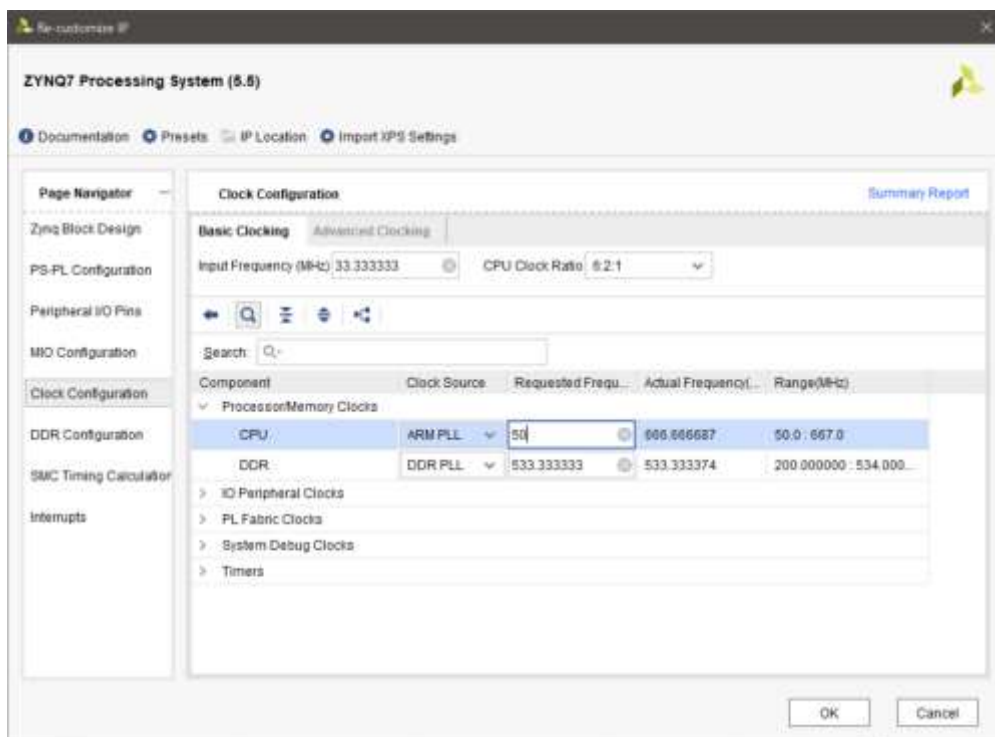 Re-customize IP
ZYNQ7 Processing System (5.5)
Documentation Presets IP Location Import XPS Settings
Page Navigator
Zynq Block Design
PS-PL Configuration
Peripheral I/O Pins
MIO Configuration
Clock Configuration
DDR Configuration
SMC Timing Calculation
Interrupts
Clock Configuration Summary Report
Basic Clocking Advanced Clocking
Input Frequency (MHz) 33.333333 CPU Clock Ratio 6:2:1
Search:
Component Clock Source Requested Frequ... Actual Frequency(... Range(MHz)
Processor/Memory Clocks
CPU ARM PLL 50 666.666687 50.0 : 667.0
DDR DDR PLL 533.333333 533.333374 200.000000 : 534.000...
IO Peripheral Clocks
PL Fabric Clocks
System Debug Clocks
Timers
OK Cancel